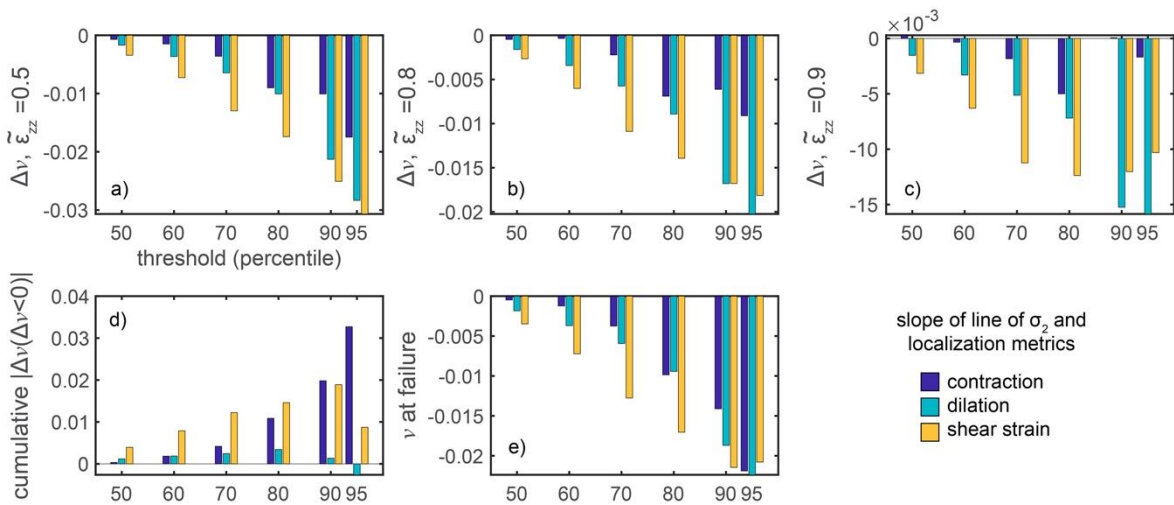 0
-0.01
-0.02
-0.03
Δν, ε̃zz =0.5
a)
50 60 70 80 90 95
threshold (percentile)
0
-0.005
-0.01
-0.015
-0.02
Δν, ε̃zz =0.8
b)
50 60 70 80 90 95
×10⁻³
0
-5
-10
-15
Δν, ε̃zz =0.9
c)
50 60 70 80 90 95
0.04
0.03
0.02
0.01
0
cumulative |Δν(Δν<0)|
d)
50 60 70 80 90 95
0
-0.005
-0.01
-0.015
-0.02
ν at failure
e)
50 60 70 80 90 95
slope of line of σ₂ and
localization metrics
contraction
dilation
shear strain